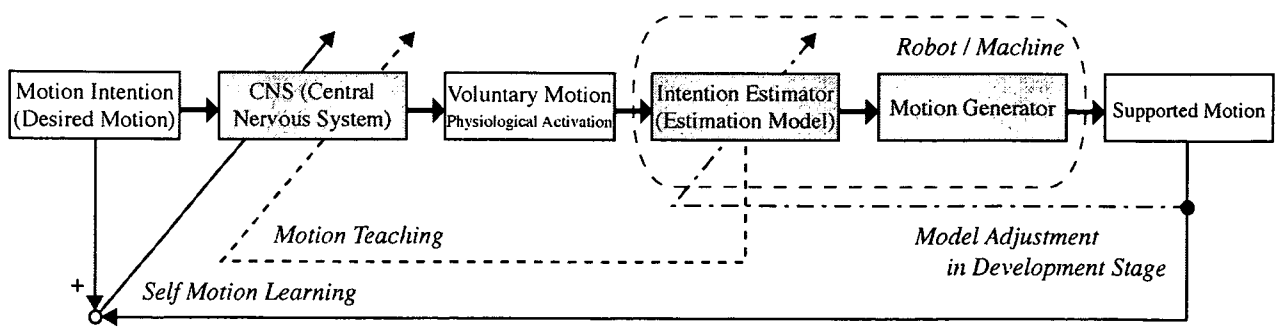 Robot / Machine
Motion Intention
(Desired Motion)
CNS (Central
Nervous System)
Voluntary Motion
Physiological Activation
Intention Estimator
(Estimation Model)
Motion Generator
Supported Motion
Motion Teaching
Model Adjustment
in Development Stage
+
Self Motion Learning